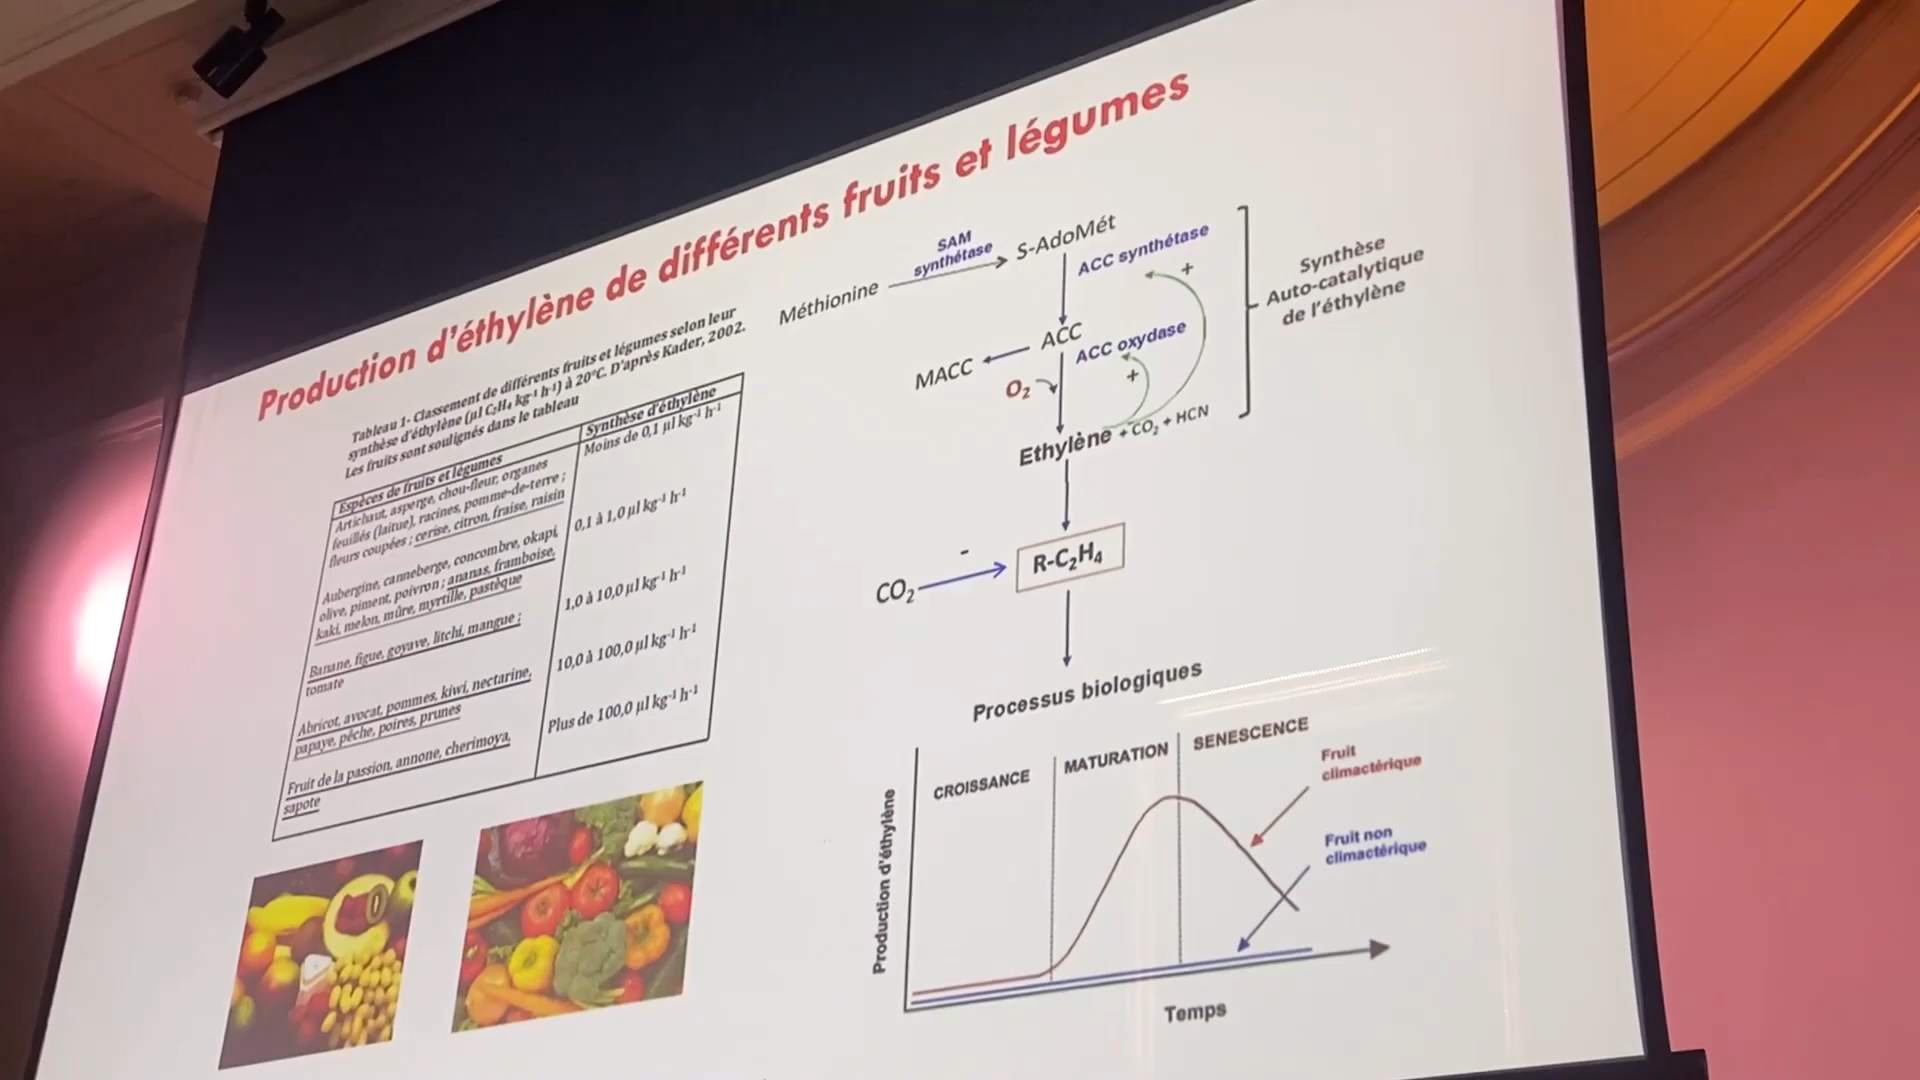 Production d'éthylène de différents fruits et légumes
Tableau 1- Classement de différents fruits et légumes selon leur
synthèse d'éthylène (µl C₂H₄ kg⁻¹ h⁻¹) à 20°C. D'après Kader, 2002.
Les fruits sont soulignés dans le tableau
Espèces de fruits et légumes
Synthèse d'éthylène
Artichaut, asperge, chou-fleur, organes
feuillés (laitue), racines, pomme-de-terre ;
fleurs coupées ; cerise, citron, fraise, raisin
Moins de 0,1 µl kg⁻¹ h⁻¹
Aubergine, canneberge, concombre, okapi,
olive, piment, poivron ; ananas, framboise,
kaki, melon, mûre, myrtille, pastèque
0,1 à 1,0 µl kg⁻¹ h⁻¹
Banane, figue, goyave, litchi, mangue ;
tomate
1,0 à 10,0 µl kg⁻¹ h⁻¹
Abricot, avocat, pommes, kiwi, nectarine,
papaye, pêche, poires, prunes
10,0 à 100,0 µl kg⁻¹ h⁻¹
Fruit de la passion, annone, cherimoya,
sapote
Plus de 100,0 µl kg⁻¹ h⁻¹
Méthionine
SAM
synthétase
S-AdoMét
ACC synthétase
+
ACC
MACC
ACC oxydase
O₂
+
Ethylène + CO₂ + HCN
Synthèse
Auto-catalytique
de l'éthylène
CO₂
-
R-C₂H₄
Processus biologiques
Production d'éthylène
CROISSANCE
MATURATION
SENESCENCE
Fruit
climactérique
Fruit non
climactérique
Temps